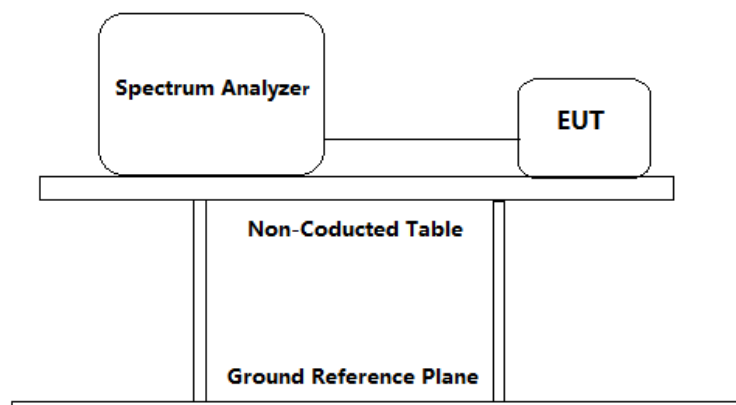 Spectrum Analyzer
EUT
Non-Coducted Table
Ground Reference Plane